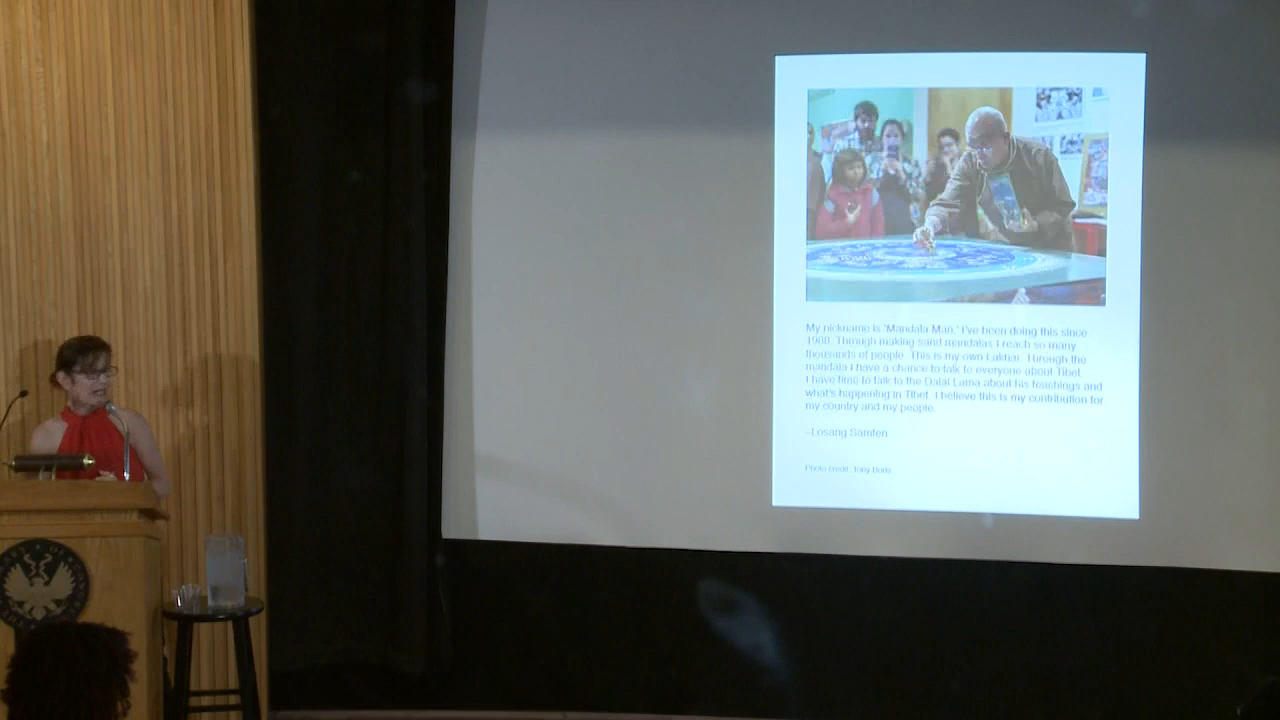 My nickname is 'Mandala Man,' I've been doing this since
1988. Through making sand mandalas I reach so many
thousands of people. This is my own Lakhar. Through the
mandala I have a chance to talk to everyone about Tibet.
I have time to talk to the Dalai Lama about his teachings and
what's happening in Tibet. I believe this is my contribution for
my country and my people.
–Losang Samten
Photo credit: Tony